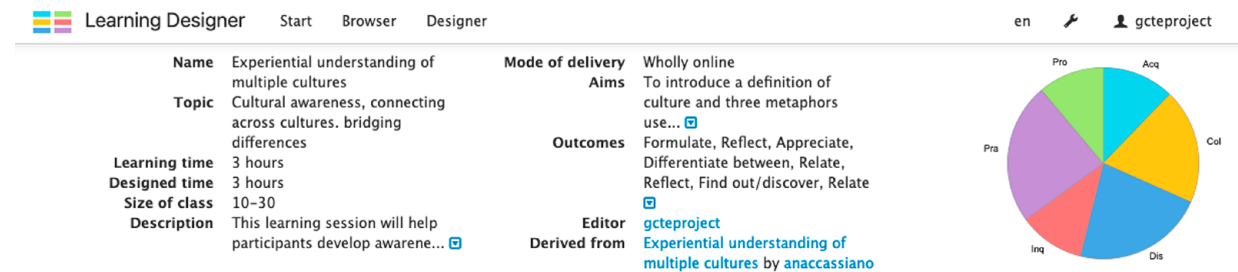 Learning Designer Start Browser Designer en gcteproject
Name Experiential understanding of
multiple cultures
Topic Cultural awareness, connecting
across cultures. bridging
differences
Learning time 3 hours
Designed time 3 hours
Size of class 10-30
Description This learning session will help
participants develop awarene...
Mode of delivery Wholly online
Aims To introduce a definition of
culture and three metaphors
use...
Outcomes Formulate, Reflect, Appreciate,
Differentiate between, Relate,
Reflect, Find out/discover, Relate
Editor gcteproject
Derived from Experiential understanding of
multiple cultures by anaccassiano
Pro
Acq
Col
Dis
Inq
Pra